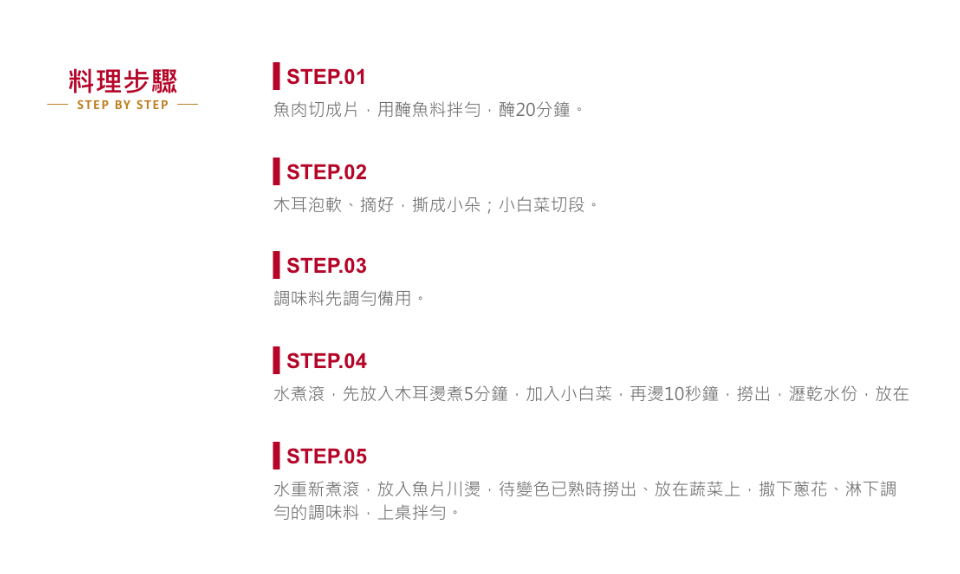 料理步驟
STEP BY STEP
STEP.01
魚肉切成片，用醃魚料拌勻，醃20分鐘。
STEP.02
木耳泡軟、摘好，撕成小朵；小白菜切段。
STEP.03
調味料先調勻備用。
STEP.04
水煮滾，先放入木耳燙煮5分鐘，加入小白菜，再燙10秒鐘，撈出，瀝乾水份，放在
STEP.05
水重新煮滾，放入魚片川燙，待變色已熟時撈出、放在蔬菜上，撒下蔥花、淋下調
勻的調味料，上桌拌勻。